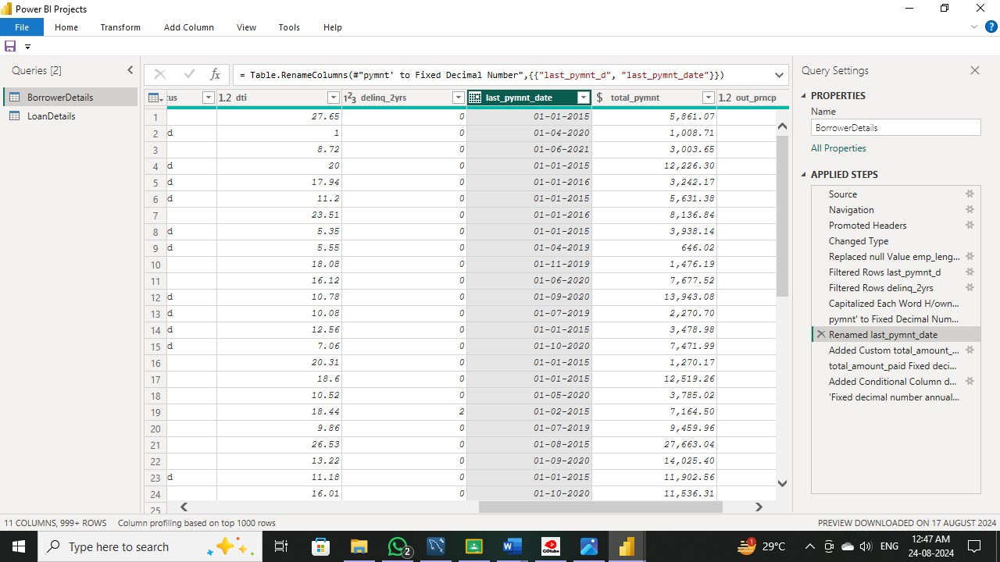 Power BI Projects
File Home Transform Add Column View Tools Help
Queries [2]
BorrowerDetails
LoanDetails
= Table.RenameColumns(#"pymnt' to Fixed Decimal Number",{{"last_pymnt_d", "last_pymnt_date"}})
tus 1.2 dti 123 delinq_2yrs last_pymnt_date $ total_pymnt 1.2 out_prncp
1 27.65 0 01-01-2015 5,861.07
2 d 1 0 01-04-2020 1,008.71
3 8.72 0 01-06-2021 3,003.65
4 d 20 0 01-01-2015 12,226.30
5 d 17.94 0 01-01-2016 3,242.17
6 d 11.2 0 01-01-2015 5,631.38
7 23.51 0 01-01-2016 8,136.84
8 d 5.35 0 01-01-2015 3,938.14
9 d 5.55 0 01-04-2019 646.02
10 18.08 0 01-11-2019 1,476.19
11 16.12 0 01-06-2020 7,677.52
12 d 10.78 0 01-09-2020 13,943.08
13 d 10.08 0 01-07-2019 2,270.70
14 d 12.56 0 01-01-2015 3,478.98
15 d 7.06 0 01-10-2020 7,471.99
16 20.31 0 01-01-2015 1,270.17
17 18.6 0 01-01-2015 12,519.26
18 10.52 0 01-05-2020 3,785.02
19 18.44 2 01-02-2015 7,164.50
20 9.86 0 01-07-2019 9,459.96
21 26.53 0 01-08-2015 27,663.04
22 13.22 0 01-09-2020 14,025.40
23 d 11.18 0 01-01-2015 11,902.56
24 16.01 0 01-10-2020 11,536.31
25
Query Settings
PROPERTIES
Name
BorrowerDetails
All Properties
APPLIED STEPS
Source
Navigation
Promoted Headers
Changed Type
Replaced null Value emp_leng...
Filtered Rows last_pymnt_d
Filtered Rows delinq_2yrs
Capitalized Each Word H/own...
pymnt' to Fixed Decimal Num...
Renamed last_pymnt_date
Added Custom total_amount_...
total_amount_paid Fixed deci...
Added Conditional Column d...
'Fixed decimal number annual...
11 COLUMNS, 999+ ROWS Column profiling based on top 1000 rows PREVIEW DOWNLOADED ON 17 AUGUST 2024
Type here to search 2 GOtube 1 29°C ENG 12:47 AM
24-08-2024